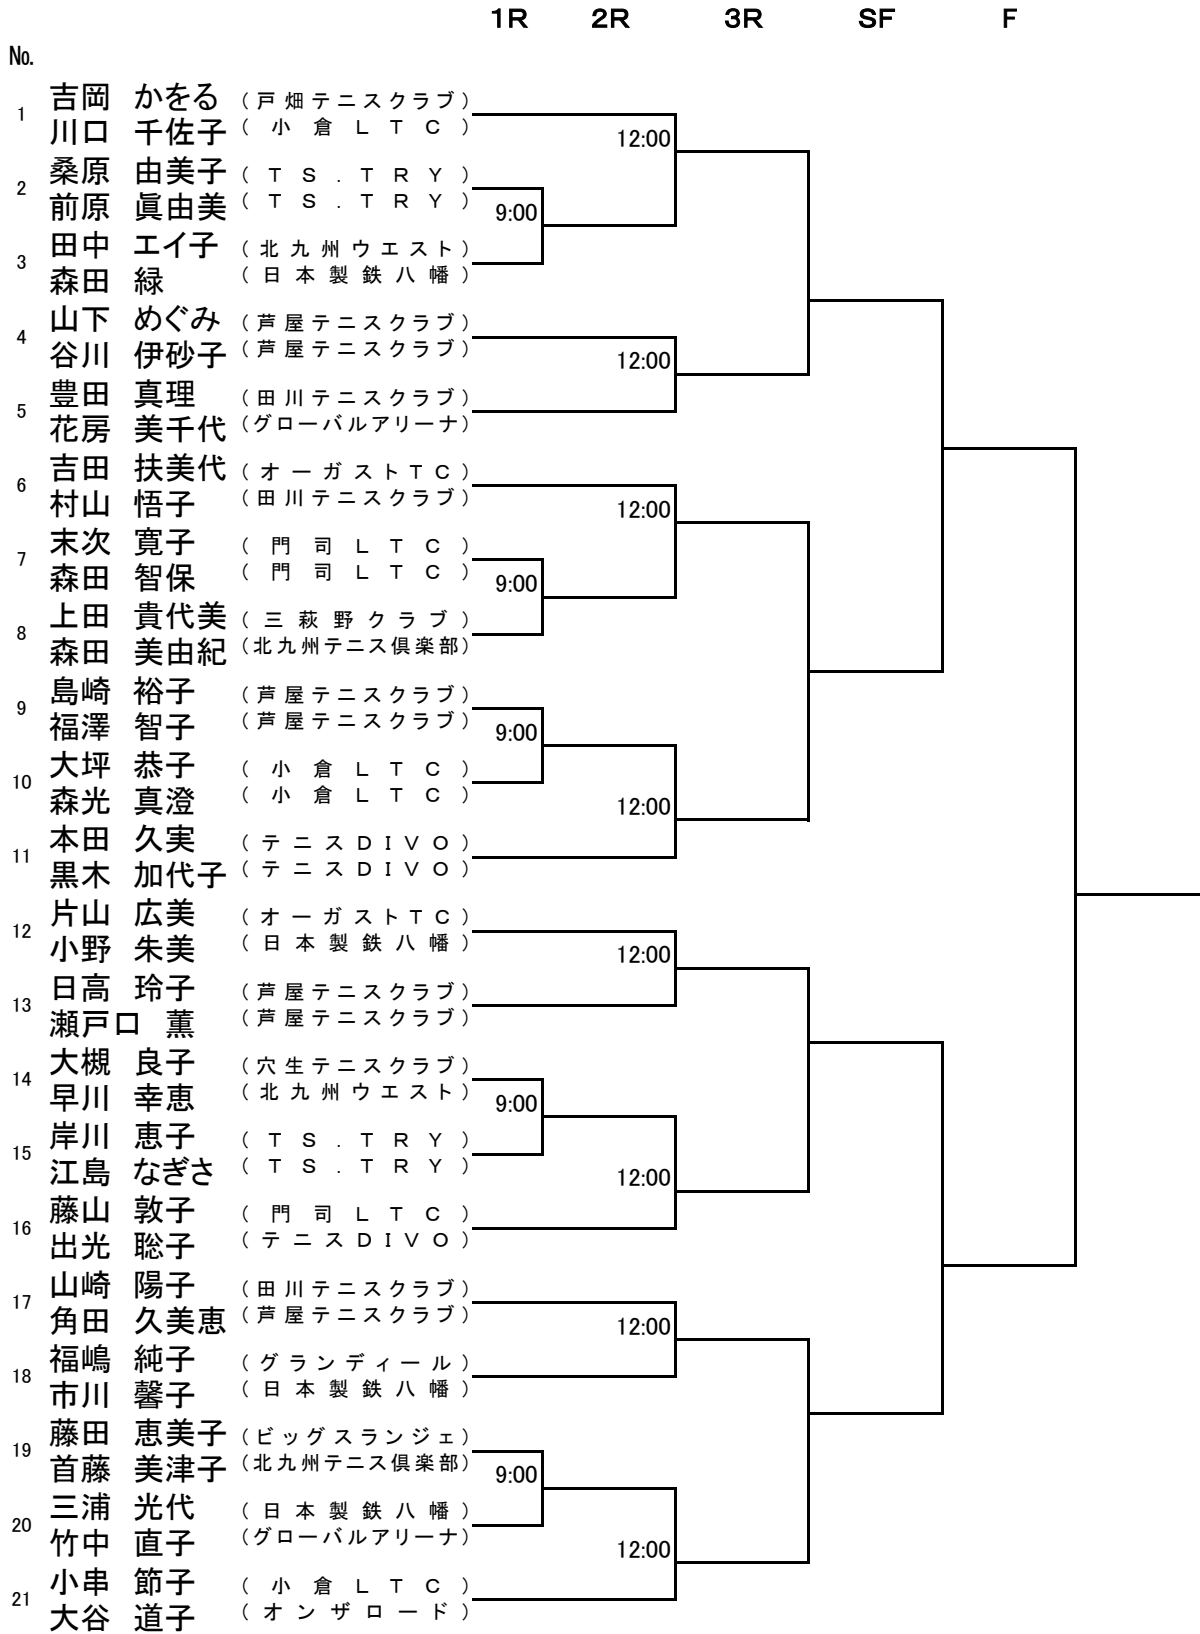 1R 2R 3R SF F
No.
1 吉岡 かをる (戸畑テニスクラブ)
川口 千佐子 (小倉LTC)
12:00
2 桑原 由美子 (TS.TRY)
前原 眞由美 (TS.TRY)
9:00
3 田中 エイ子 (北九州ウエスト)
森田 緑 (日本製鉄八幡)
4 山下 めぐみ (芦屋テニスクラブ)
谷川 伊砂子 (芦屋テニスクラブ)
12:00
5 豊田 真理 (田川テニスクラブ)
花房 美千代 (グローバルアリーナ)
6 吉田 扶美代 (オーガストTC)
村山 悟子 (田川テニスクラブ)
12:00
7 末次 寛子 (門司LTC)
森田 智保 (門司LTC)
9:00
8 上田 貴代美 (三萩野クラブ)
森田 美由紀 (北九州テニス倶楽部)
9 島崎 裕子 (芦屋テニスクラブ)
福澤 智子 (芦屋テニスクラブ)
9:00
10 大坪 恭子 (小倉LTC)
森光 真澄 (小倉LTC)
12:00
11 本田 久実 (テニスDIVO)
黒木 加代子 (テニスDIVO)
12 片山 広美 (オーガストTC)
小野 朱美 (日本製鉄八幡)
12:00
13 日高 玲子 (芦屋テニスクラブ)
瀬戸口 薫 (芦屋テニスクラブ)
14 大槻 良子 (穴生テニスクラブ)
早川 幸恵 (北九州ウエスト)
9:00
15 岸川 恵子 (TS.TRY)
江島 なぎさ (TS.TRY)
12:00
16 藤山 敦子 (門司LTC)
出光 聡子 (テニスDIVO)
17 山崎 陽子 (田川テニスクラブ)
角田 久美恵 (芦屋テニスクラブ)
12:00
18 福嶋 純子 (グランディール)
市川 馨子 (日本製鉄八幡)
19 藤田 恵美子 (ビッグスランジェ)
首藤 美津子 (北九州テニス倶楽部)
9:00
20 三浦 光代 (日本製鉄八幡)
竹中 直子 (グローバルアリーナ)
12:00
21 小串 節子 (小倉LTC)
大谷 道子 (オンザロード)